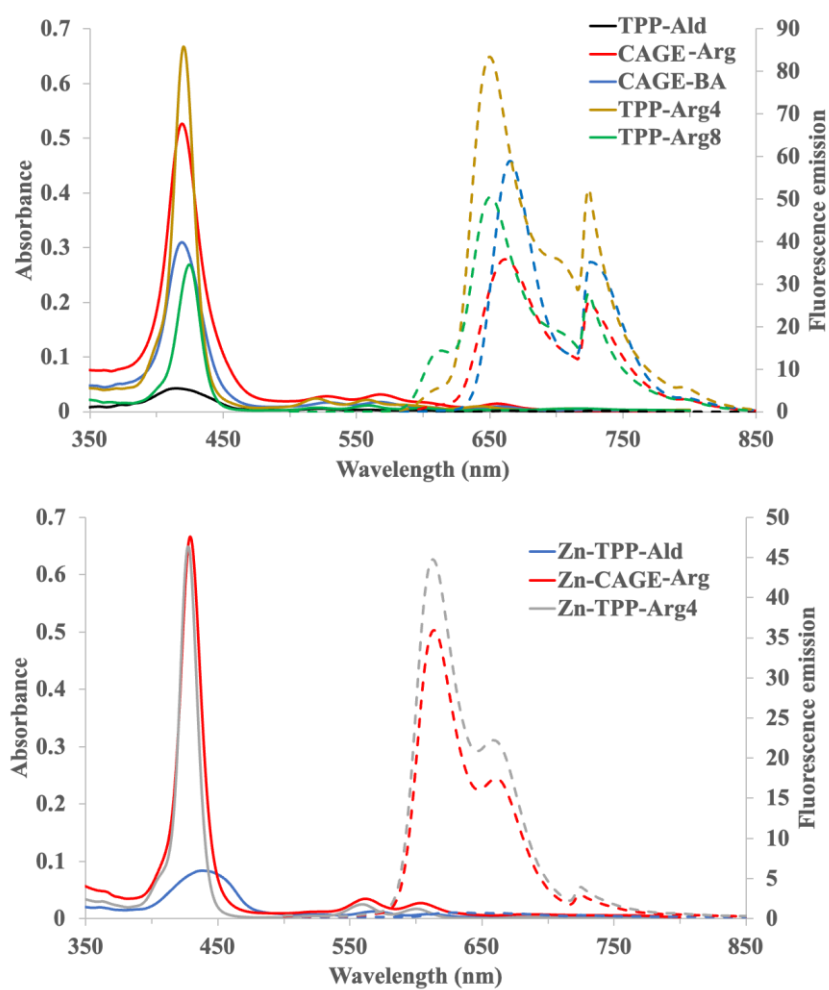 TPP-Ald
CAGE-Arg
CAGE-BA
TPP-Arg4
TPP-Arg8
0.7
0.6
0.5
0.4
0.3
0.2
0.1
0
Absorbance
90
80
70
60
50
40
30
20
10
0
Fluorescence emission
350 450 550 650 750 850
Wavelength (nm)
Zn-TPP-Ald
Zn-CAGE-Arg
Zn-TPP-Arg4
0.7
0.6
0.5
0.4
0.3
0.2
0.1
0
Absorbance
50
45
40
35
30
25
20
15
10
5
0
Fluorescence emission
350 450 550 650 750 850
Wavelength (nm)